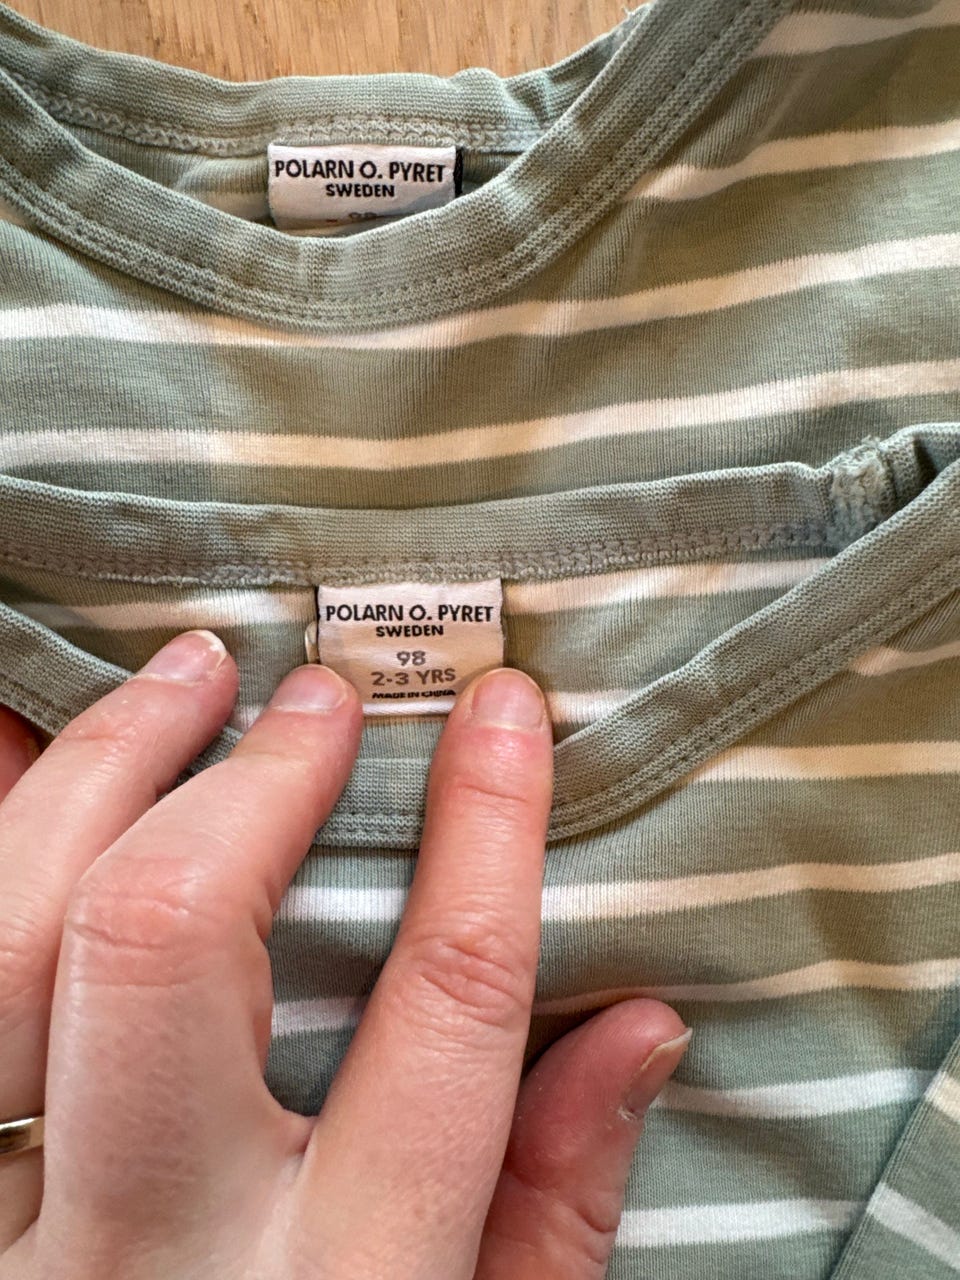 POLARN O. PYRET
SWEDEN
POLARN O. PYRET
SWEDEN
98
2-3 YRS
MADE IN CHINA